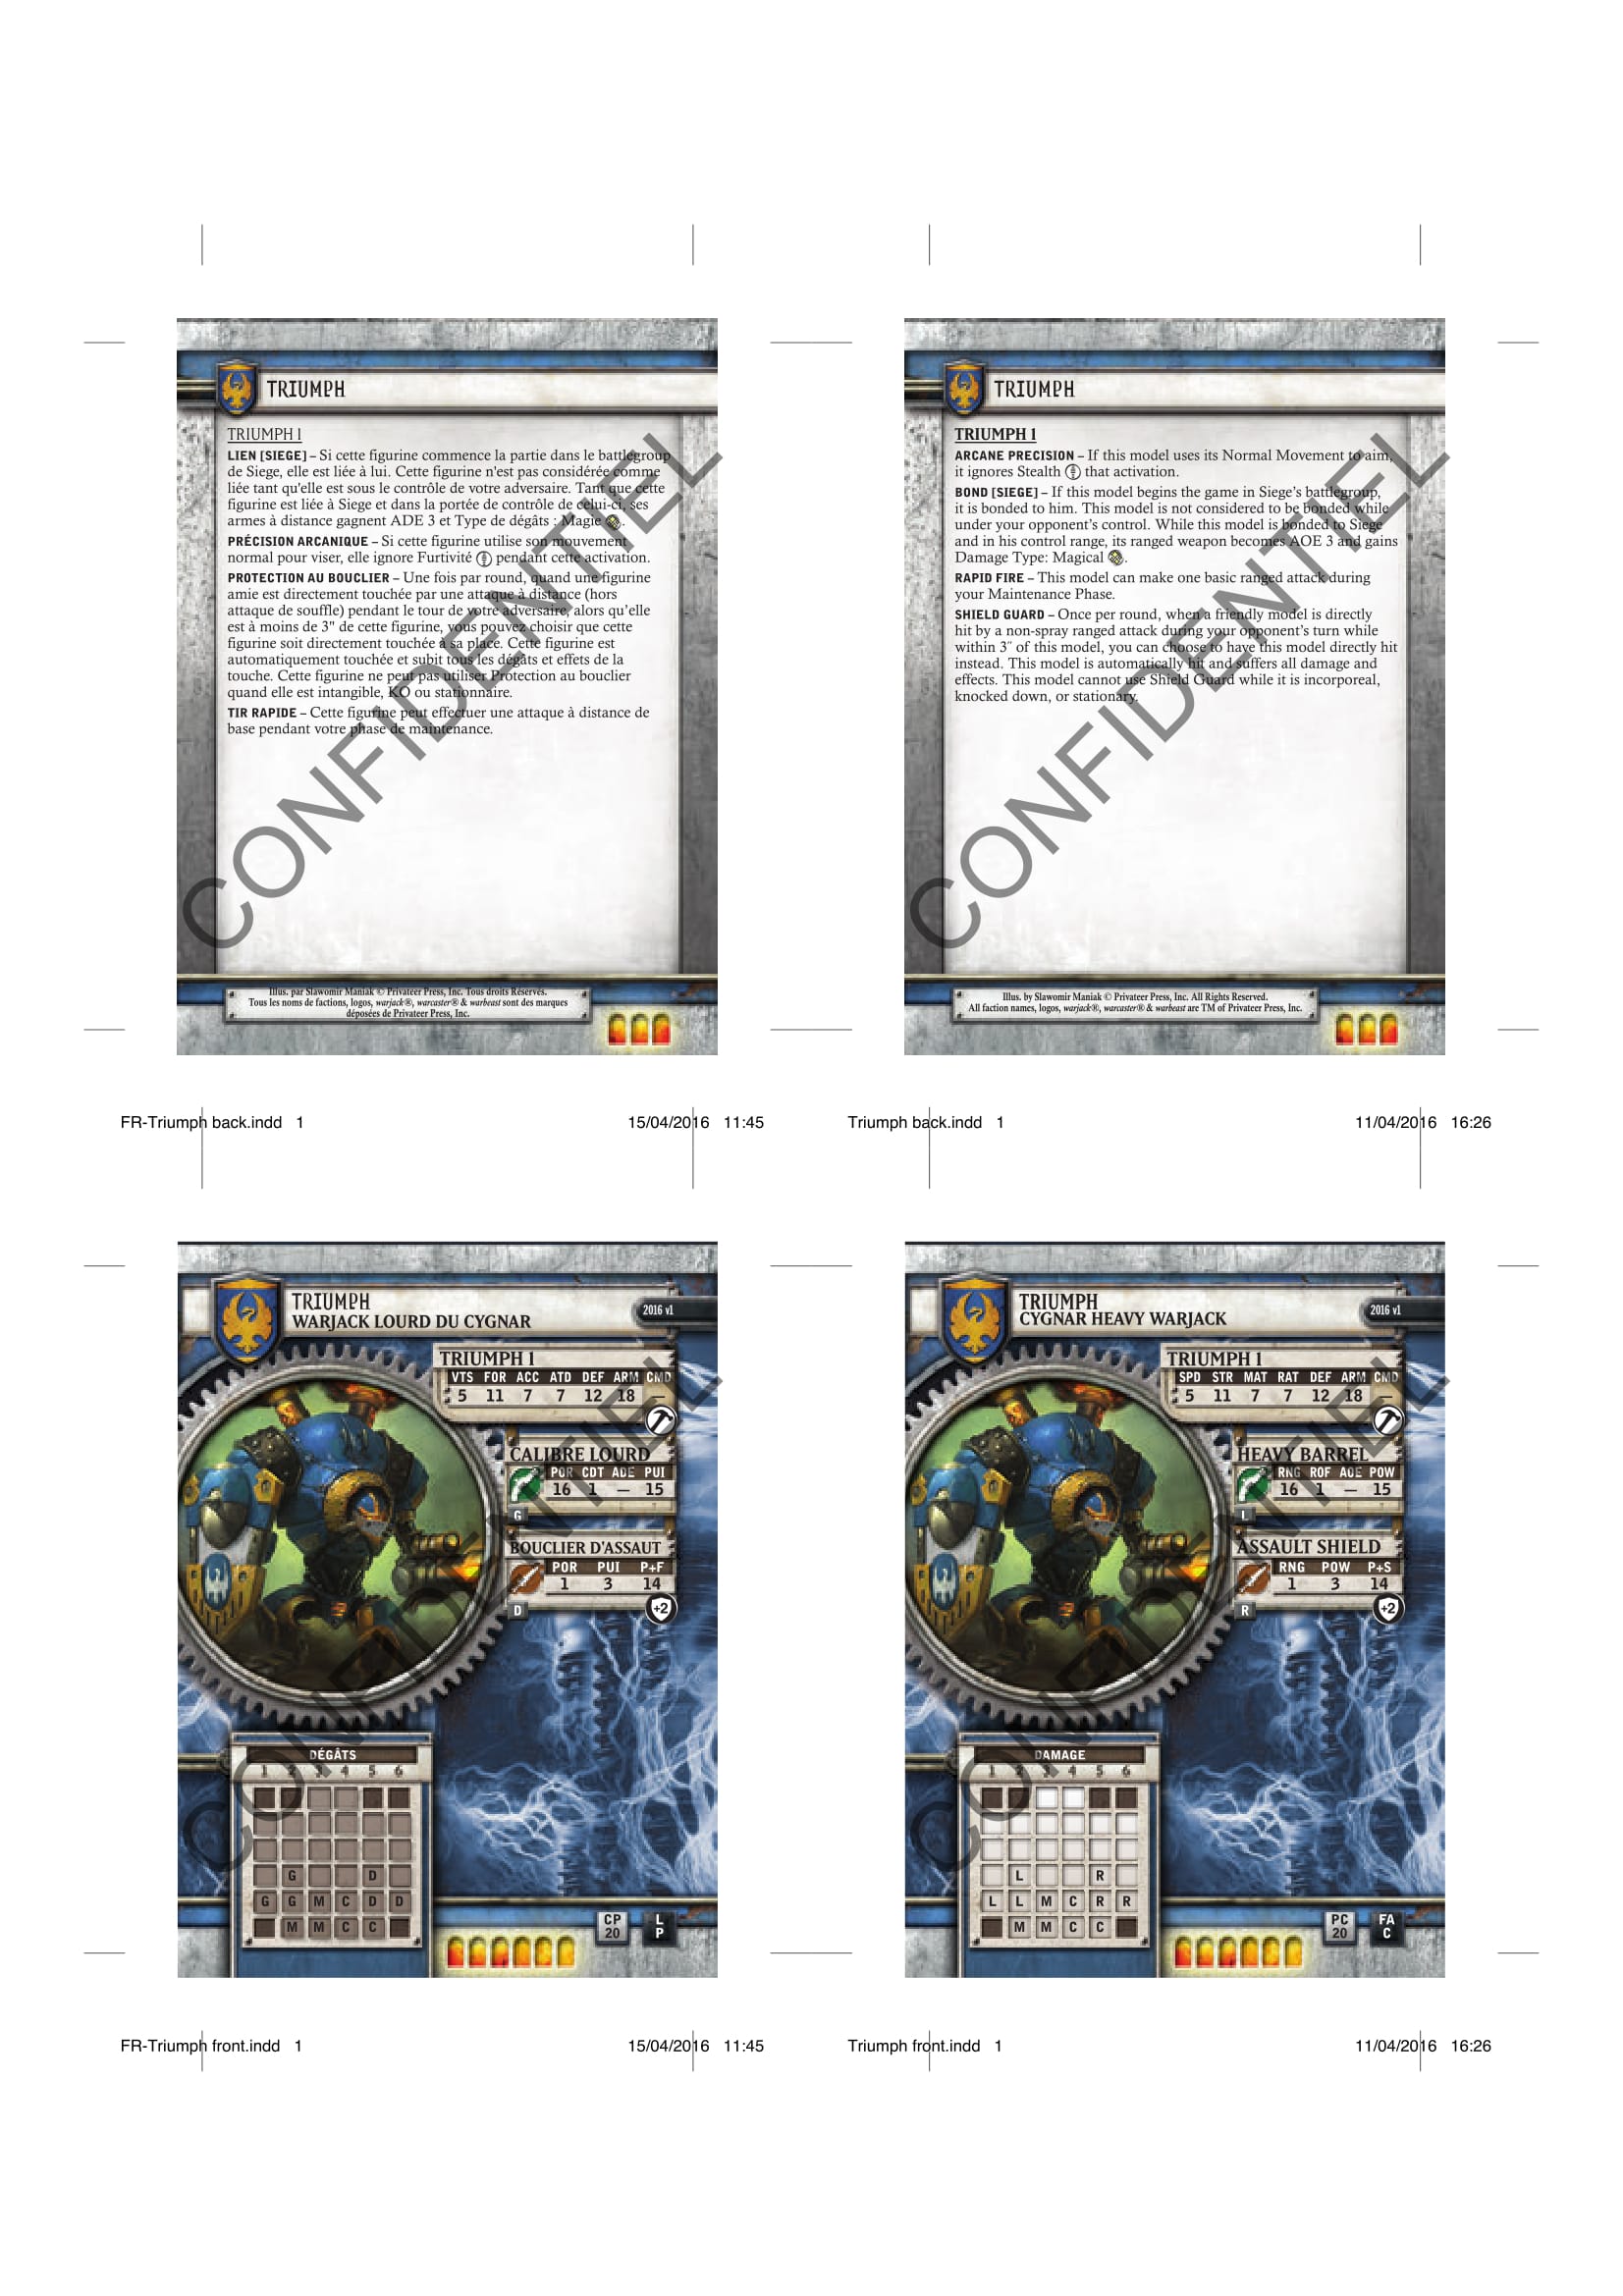 TRIUMPH
TRIUMPH 1
LIEN [SIEGE] – Si cette figurine commence la partie dans le battlegroup
de Siege, elle est liée à lui. Cette figurine n'est pas considérée comme
liée tant qu'elle est sous le contrôle de votre adversaire. Tant que cette
figurine est liée à Siege et dans la portée de contrôle de celui-ci, ses
armes à distance gagnent ADE 3 et Type de dégâts : Magie .
PRÉCISION ARCANIQUE – Si cette figurine utilise son mouvement
normal pour viser, elle ignore Furtivité pendant cette activation.
PROTECTION AU BOUCLIER – Une fois par round, quand une figurine
amie est directement touchée par une attaque à distance (hors
attaque de souffle) pendant le tour de votre adversaire, alors qu’elle
est à moins de 3" de cette figurine, vous pouvez choisir que cette
figurine soit directement touchée à sa place. Cette figurine est
automatiquement touchée et subit tous les dégâts et effets de la
touche. Cette figurine ne peut pas utiliser Protection au bouclier
quand elle est intangible, KO ou stationnaire.
TIR RAPIDE – Cette figurine peut effectuer une attaque à distance de
base pendant votre phase de maintenance.
CONFIDENTIEL
Illus. par Slawomir Maniak © Privateer Press, Inc. Tous droits Réservés.
Tous les noms de factions, logos, warjack®, warcaster® & warbeast sont des marques
déposées de Privateer Press, Inc.
FR-Triumph back.indd 1
15/04/2016 11:45
TRIUMPH
TRIUMPH 1
ARCANE PRECISION – If this model uses its Normal Movement to aim,
it ignores Stealth that activation.
BOND [SIEGE] – If this model begins the game in Siege’s battlegroup,
it is bonded to him. This model is not considered to be bonded while
under your opponent’s control. While this model is bonded to Siege
and in his control range, its ranged weapon becomes AOE 3 and gains
Damage Type: Magical .
RAPID FIRE – This model can make one basic ranged attack during
your Maintenance Phase.
SHIELD GUARD – Once per round, when a friendly model is directly
hit by a non-spray ranged attack during your opponent’s turn while
within 3˝ of this model, you can choose to have this model directly hit
instead. This model is automatically hit and suffers all damage and
effects. This model cannot use Shield Guard while it is incorporeal,
knocked down, or stationary.
CONFIDENTIEL
Illus. by Slawomir Maniak © Privateer Press, Inc. All Rights Reserved.
All faction names, logos, warjack®, warcaster® & warbeast are TM of Privateer Press, Inc.
Triumph back.indd 1
11/04/2016 16:26
TRIUMPH
WARJACK LOURD DU CYGNAR
2016 v1
TRIUMPH 1
VTS FOR ACC ATD DEF ARM CMD
5 11 7 7 12 18 —
CALIBRE LOURD
POR CDT ADE PUI
16 1 — 15
G
BOUCLIER D'ASSAUT
POR PUI P+F
1 3 14
D
+2
CONFIDENTIEL
DÉGÂTS
1 2 3 4 5 6
G D
G G M C D D
M M C C
CP
20
L
P
FR-Triumph front.indd 1
15/04/2016 11:45
TRIUMPH
CYGNAR HEAVY WARJACK
2016 v1
TRIUMPH 1
SPD STR MAT RAT DEF ARM CMD
5 11 7 7 12 18 —
HEAVY BARREL
RNG ROF AOE POW
16 1 — 15
L
ASSAULT SHIELD
RNG POW P+S
1 3 14
R
+2
CONFIDENTIEL
DAMAGE
1 2 3 4 5 6
L R
L L M C R R
M M C C
PC
20
FA
C
Triumph front.indd 1
11/04/2016 16:26